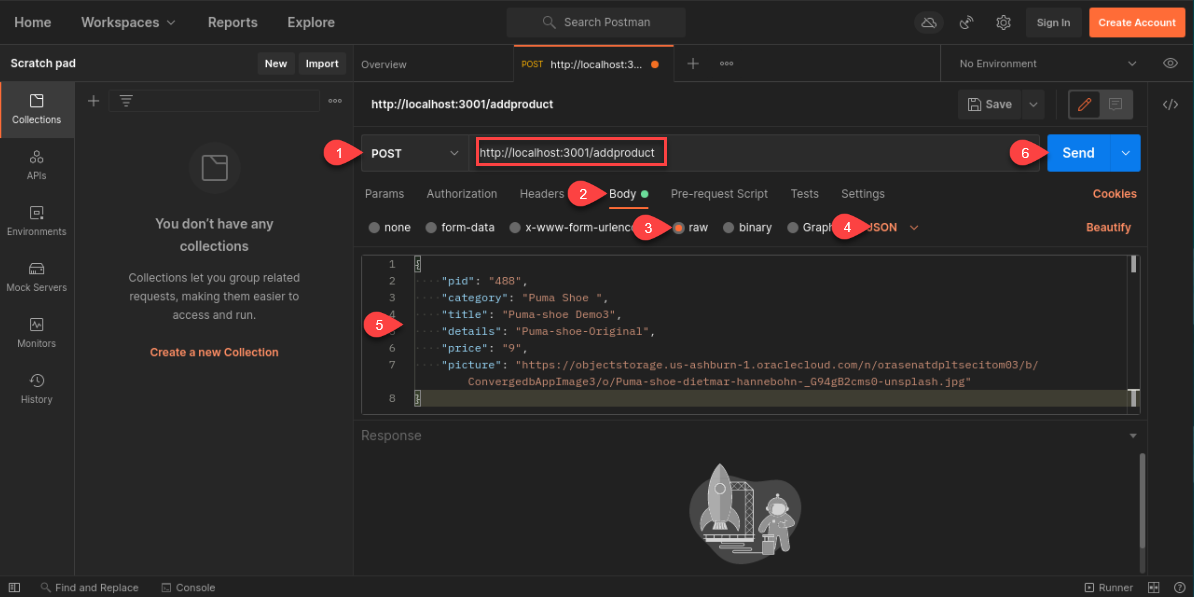 Home Workspaces Reports Explore Search Postman Sign In Create Account
Scratch pad New Import Overview POST http://localhost:3... No Environment
http://localhost:3001/addproduct Save
Collections
APIs
Environments
Mock Servers
Monitors
History
You don't have any
collections
Collections let you group related
requests, making them easier to
access and run.
Create a new Collection
1 POST http://localhost:3001/addproduct 6 Send
Params Authorization Headers 2 Body Pre-request Script Tests Settings Cookies
none form-data x-www-form-urlenc 3 raw binary Graph 4 JSON Beautify
1 {
2 "pid": "488",
3 "category": "Puma Shoe ",
4 "title": "Puma-shoe Demo3",
5 "details": "Puma-shoe-Original",
6 "price": "9",
7 "picture": "https://objectstorage.us-ashburn-1.oraclecloud.com/n/orasenatdpltsecitom03/b/
ConvergedbAppImage3/o/Puma-shoe-dietmar-hannebohn-_G94gB2cms0-unsplash.jpg"
8 }
Response
Find and Replace Console Runner